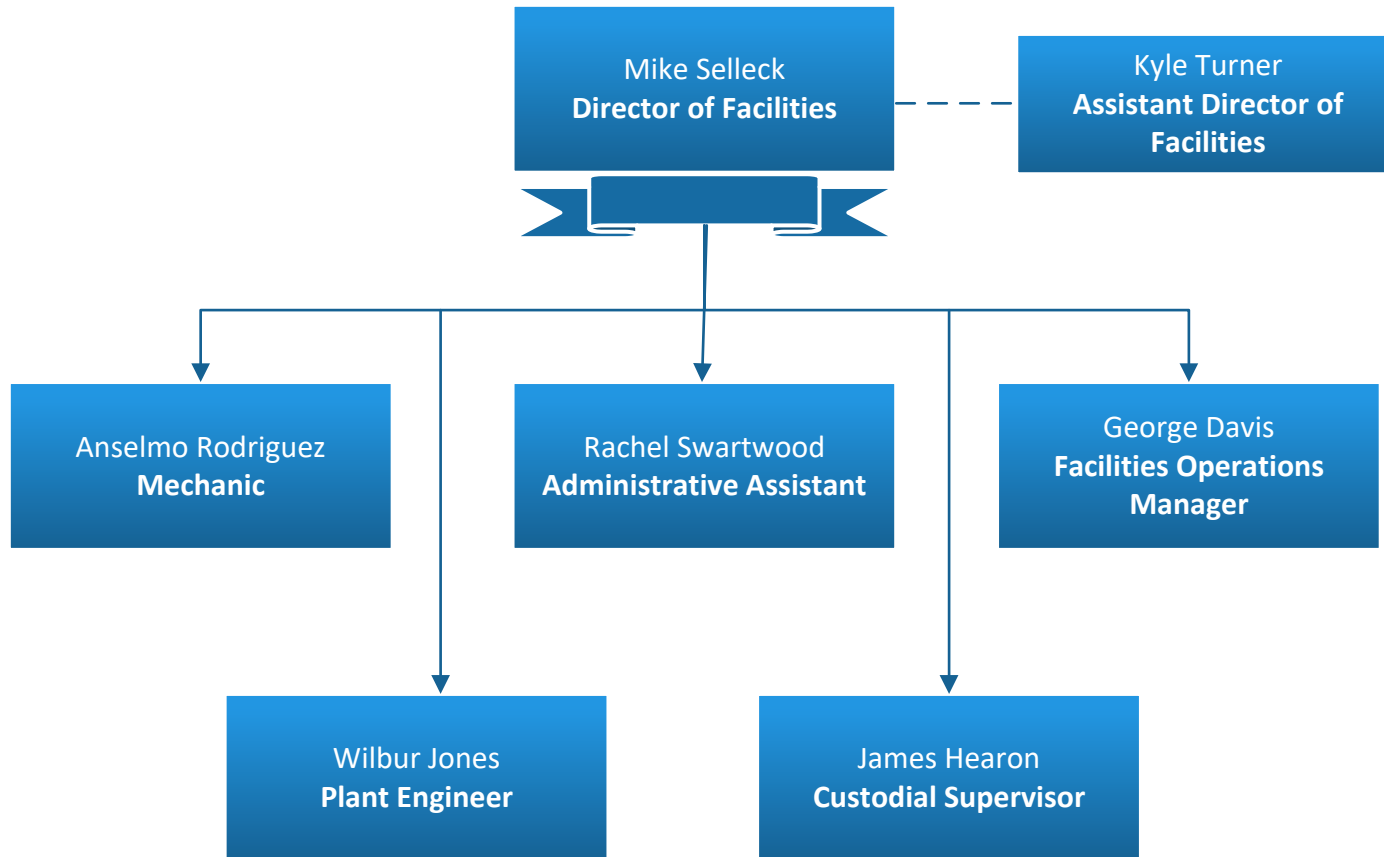 Mike Selleck
Director of Facilities
Kyle Turner
Assistant Director of
Facilities
Anselmo Rodriguez
Mechanic
Rachel Swartwood
Administrative Assistant
George Davis
Facilities Operations
Manager
Wilbur Jones
Plant Engineer
James Hearon
Custodial Supervisor